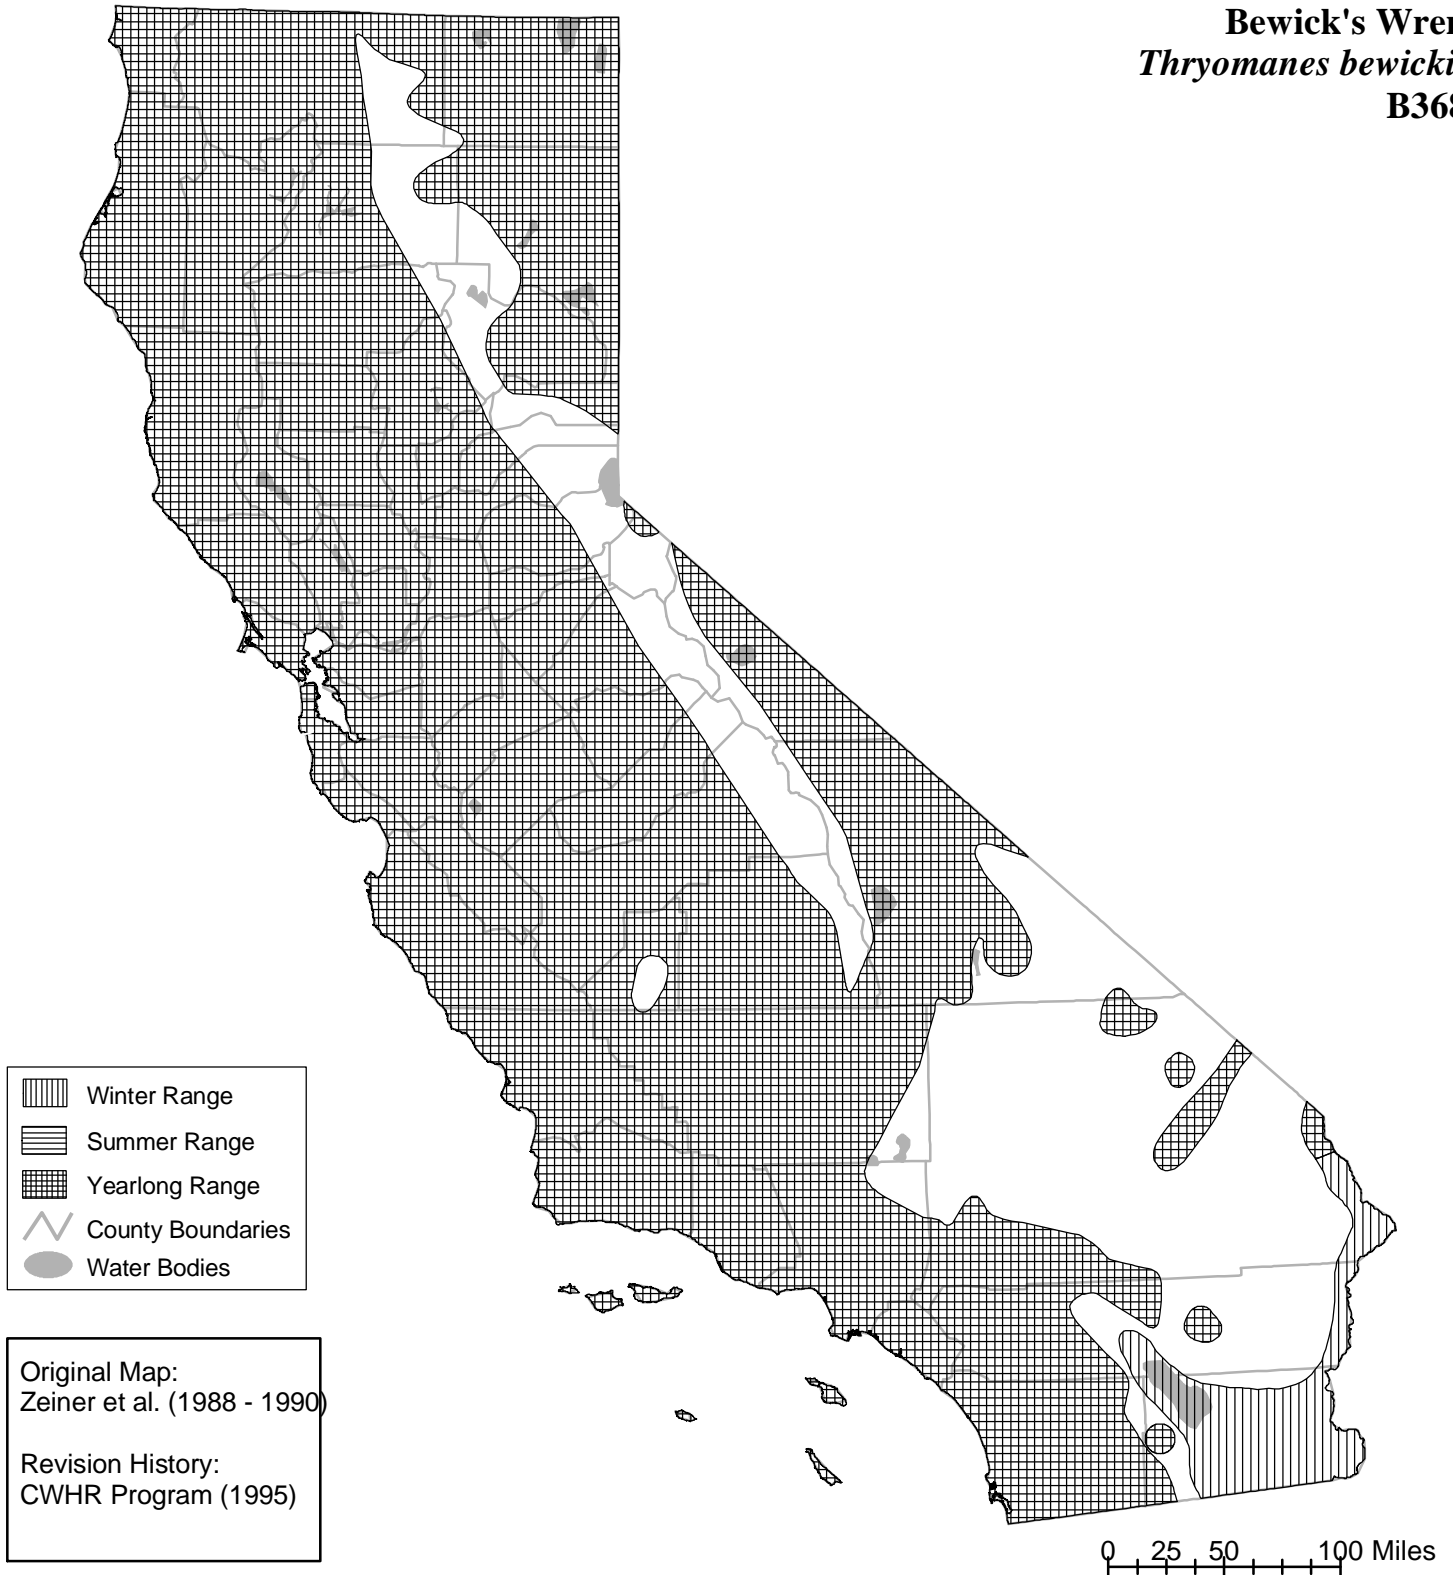 Bewick's Wren
Thryomanes bewickii
B368
Winter Range
Summer Range
Yearlong Range
County Boundaries
Water Bodies
Original Map:
Zeiner et al. (1988 - 1990)
Revision History:
CWHR Program (1995)
0 25 50 100 Miles